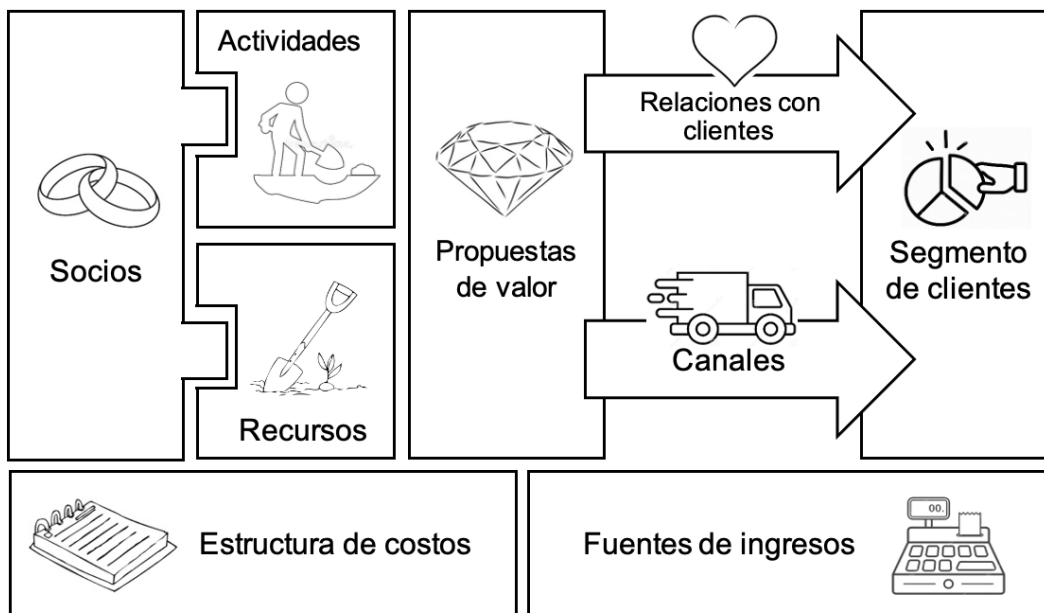 Socios
Actividades
Recursos
Propuestas
de valor
Relaciones con
clientes
Canales
Segmento
de clientes
Estructura de costos
Fuentes de ingresos
00.